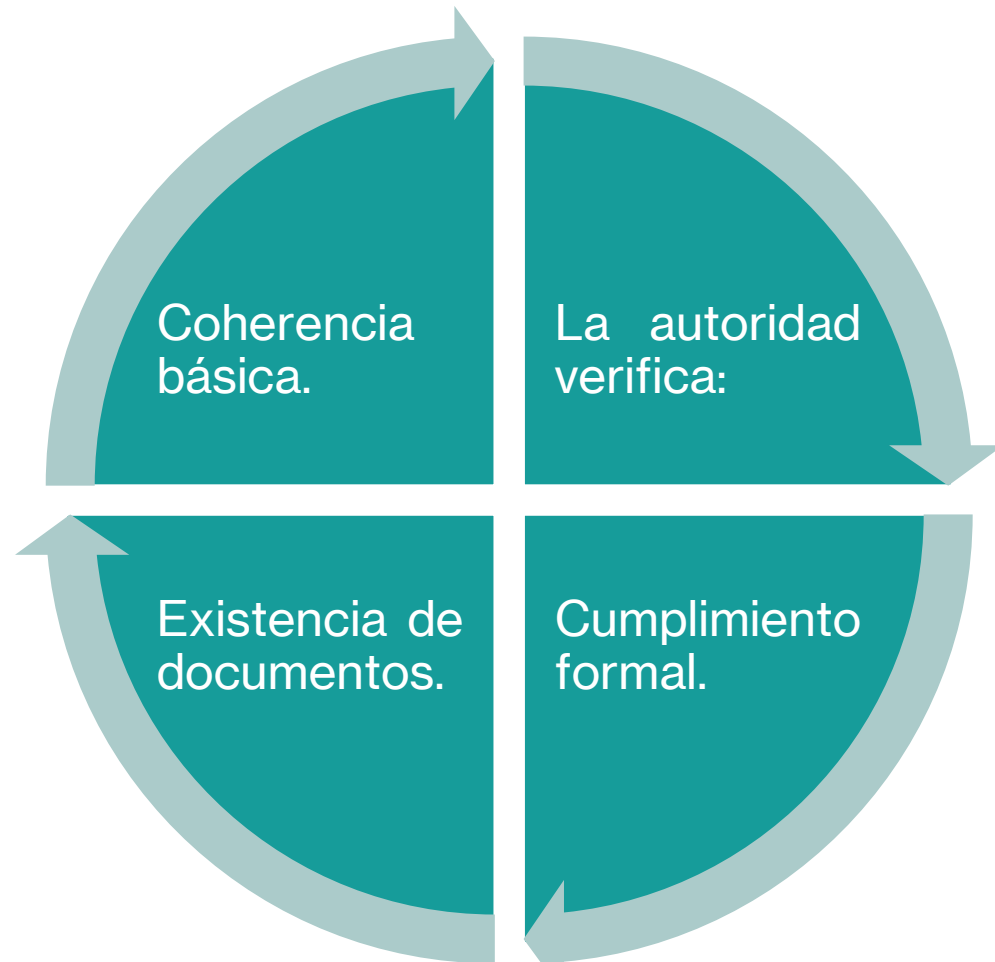 La autoridad
verifica:
Cumplimiento
formal.
Existencia de
documentos.
Coherencia
básica.